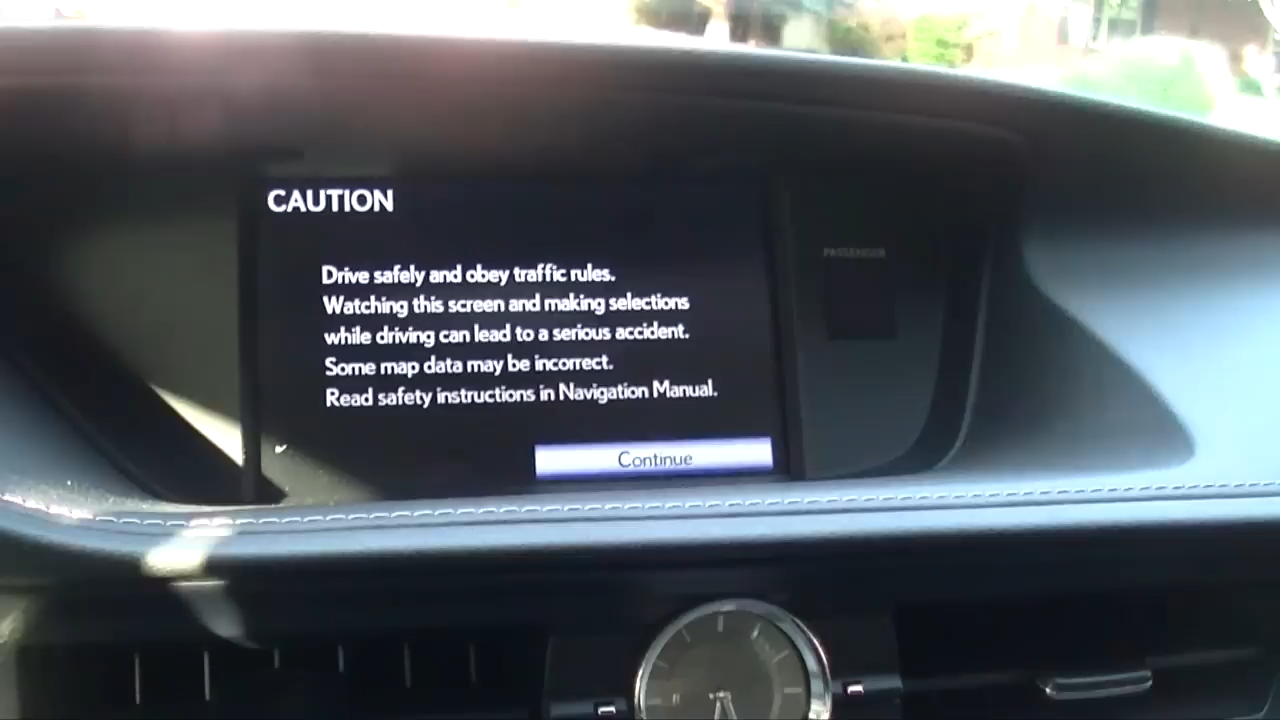 CAUTION
Drive safely and obey traffic rules.
Watching this screen and making selections
while driving can lead to a serious accident.
Some map data may be incorrect.
Read safety instructions in Navigation Manual.
Continue
PASSENGER